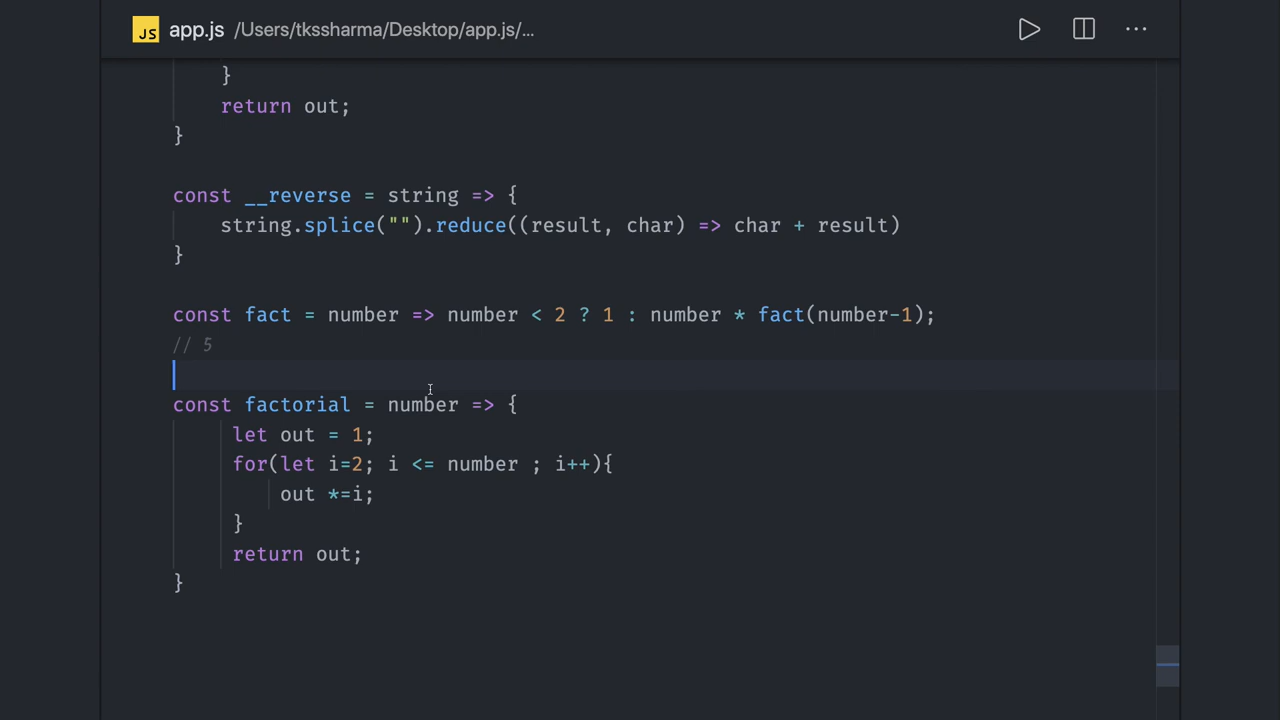 JS app.js /Users/tkssharma/Desktop/app.js/...
}
return out;
}
const __reverse = string => {
string.splice("").reduce((result, char) => char + result)
}
const fact = number => number < 2 ? 1 : number * fact(number-1);
// 5
const factorial = number => {
let out = 1;
for(let i=2; i <= number ; i++){
out *=i;
}
return out;
}